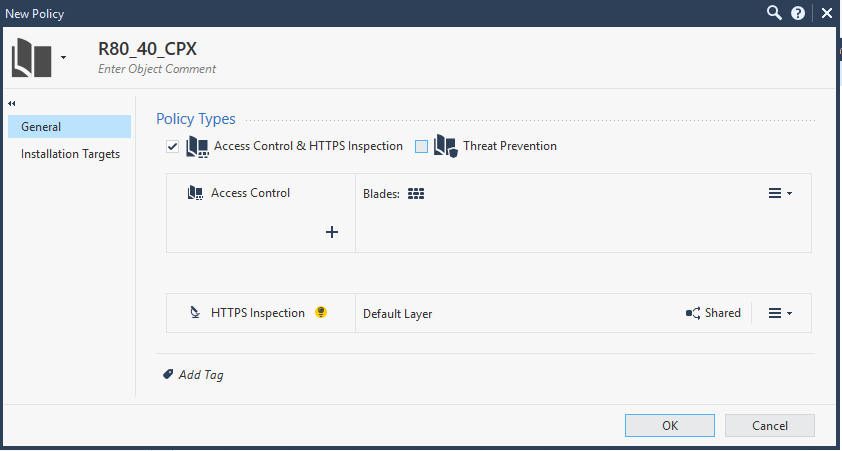 New Policy
R80_40_CPX
Enter Object Comment
General
Installation Targets
Policy Types
Access Control & HTTPS Inspection Threat Prevention
Access Control Blades:
HTTPS Inspection Default Layer Shared
Add Tag
OK Cancel